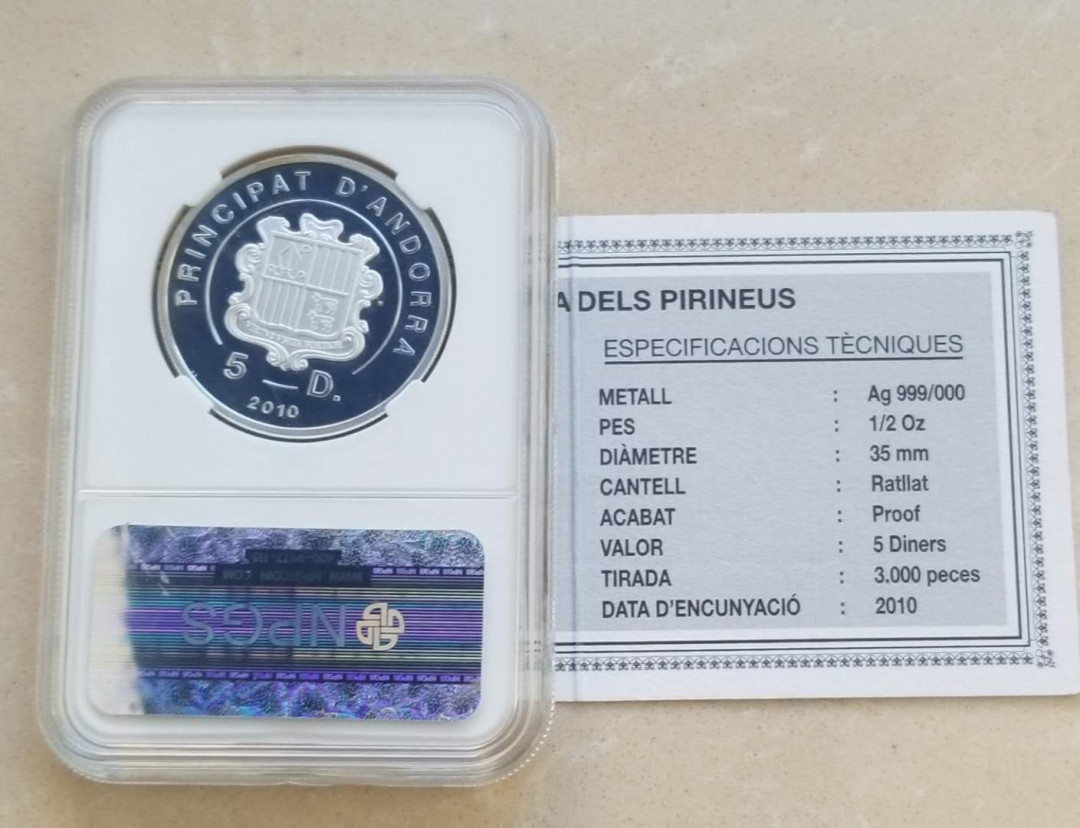 PRINCIPAT D'ANDORRA
5 D.
2010
NPGS
A DELS PIRINEUS
ESPECIFICACIONS TÈCNIQUES
METALL : Ag 999/000
PES : 1/2 Oz
DIÀMETRE : 35 mm
CANTELL : Ratllat
ACABAT : Proof
VALOR : 5 Diners
TIRADA : 3.000 peces
DATA D'ENCUNYACIÓ : 2010